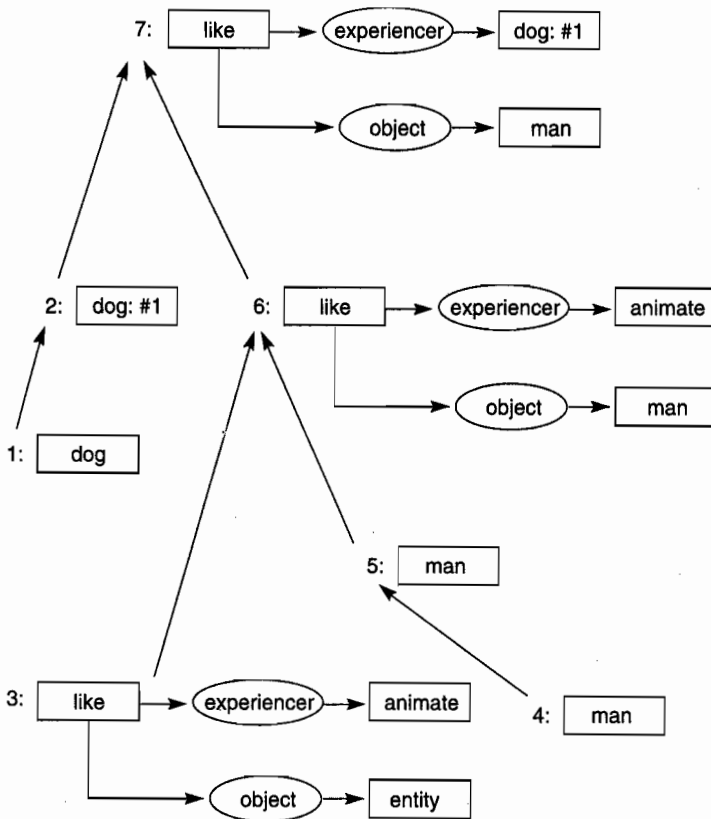 7: like experiencer dog: #1
object man
2: dog: #1 6: like experiencer animate
object man
1: dog
5: man
3: like experiencer animate
4: man
object entity